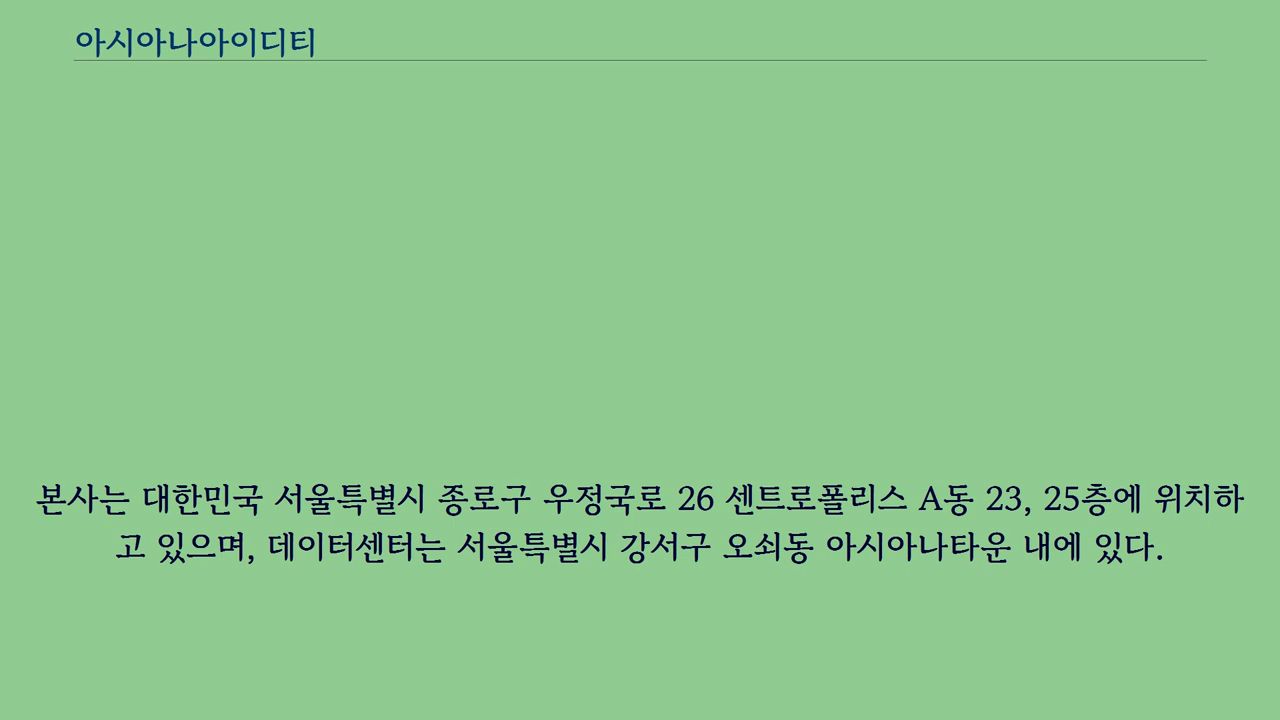 아시아나아이디티
본사는 대한민국 서울특별시 종로구 우정국로 26 센트로폴리스 A동 23, 25층에 위치하
고 있으며, 데이터센터는 서울특별시 강서구 오쇠동 아시아나타운 내에 있다.